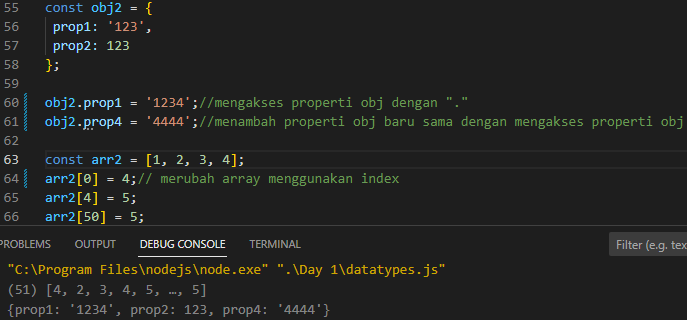 55 const obj2 = {
56 prop1: '123',
57 prop2: 123
58 };
59
60 obj2.prop1 = '1234';//mengakses properti obj dengan "."
61 obj2.prop4 = '4444';//menambah properti obj baru sama dengan mengakses properti obj
62
63 const arr2 = [1, 2, 3, 4];
64 arr2[0] = 4;// merubah array menggunakan index
65 arr2[4] = 5;
66 arr2[50] = 5;
PROBLEMS OUTPUT DEBUG CONSOLE TERMINAL Filter (e.g. tex
"C:\Program Files\nodejs\node.exe" ".\Day 1\datatypes.js"
(51) [4, 2, 3, 4, 5, …, 5]
{prop1: '1234', prop2: 123, prop4: '4444'}